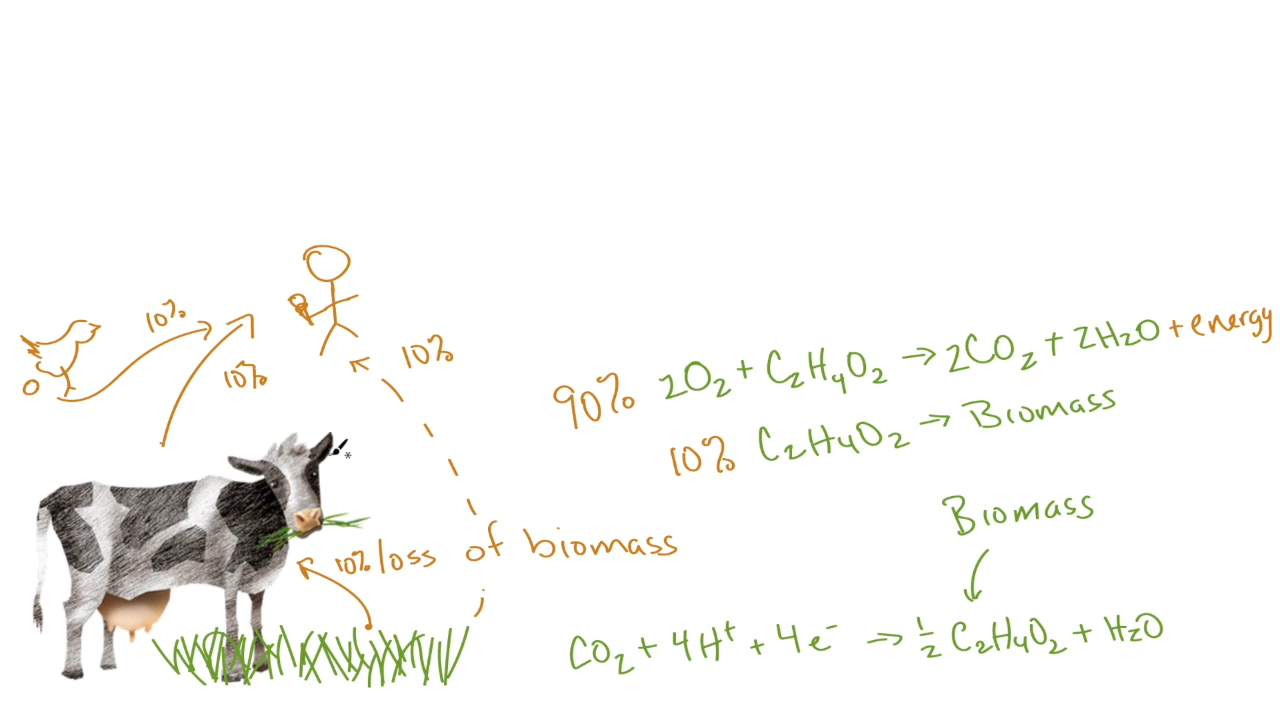 10%
10%
10%
90% 2O₂ + C₂H₄O₂ → 2CO₂ + 2H₂O + energy
10% C₂H₄O₂ → Biomass
Biomass
10% loss of biomass
CO₂ + 4H⁺ + 4e⁻ → ½ C₂H₄O₂ + H₂O